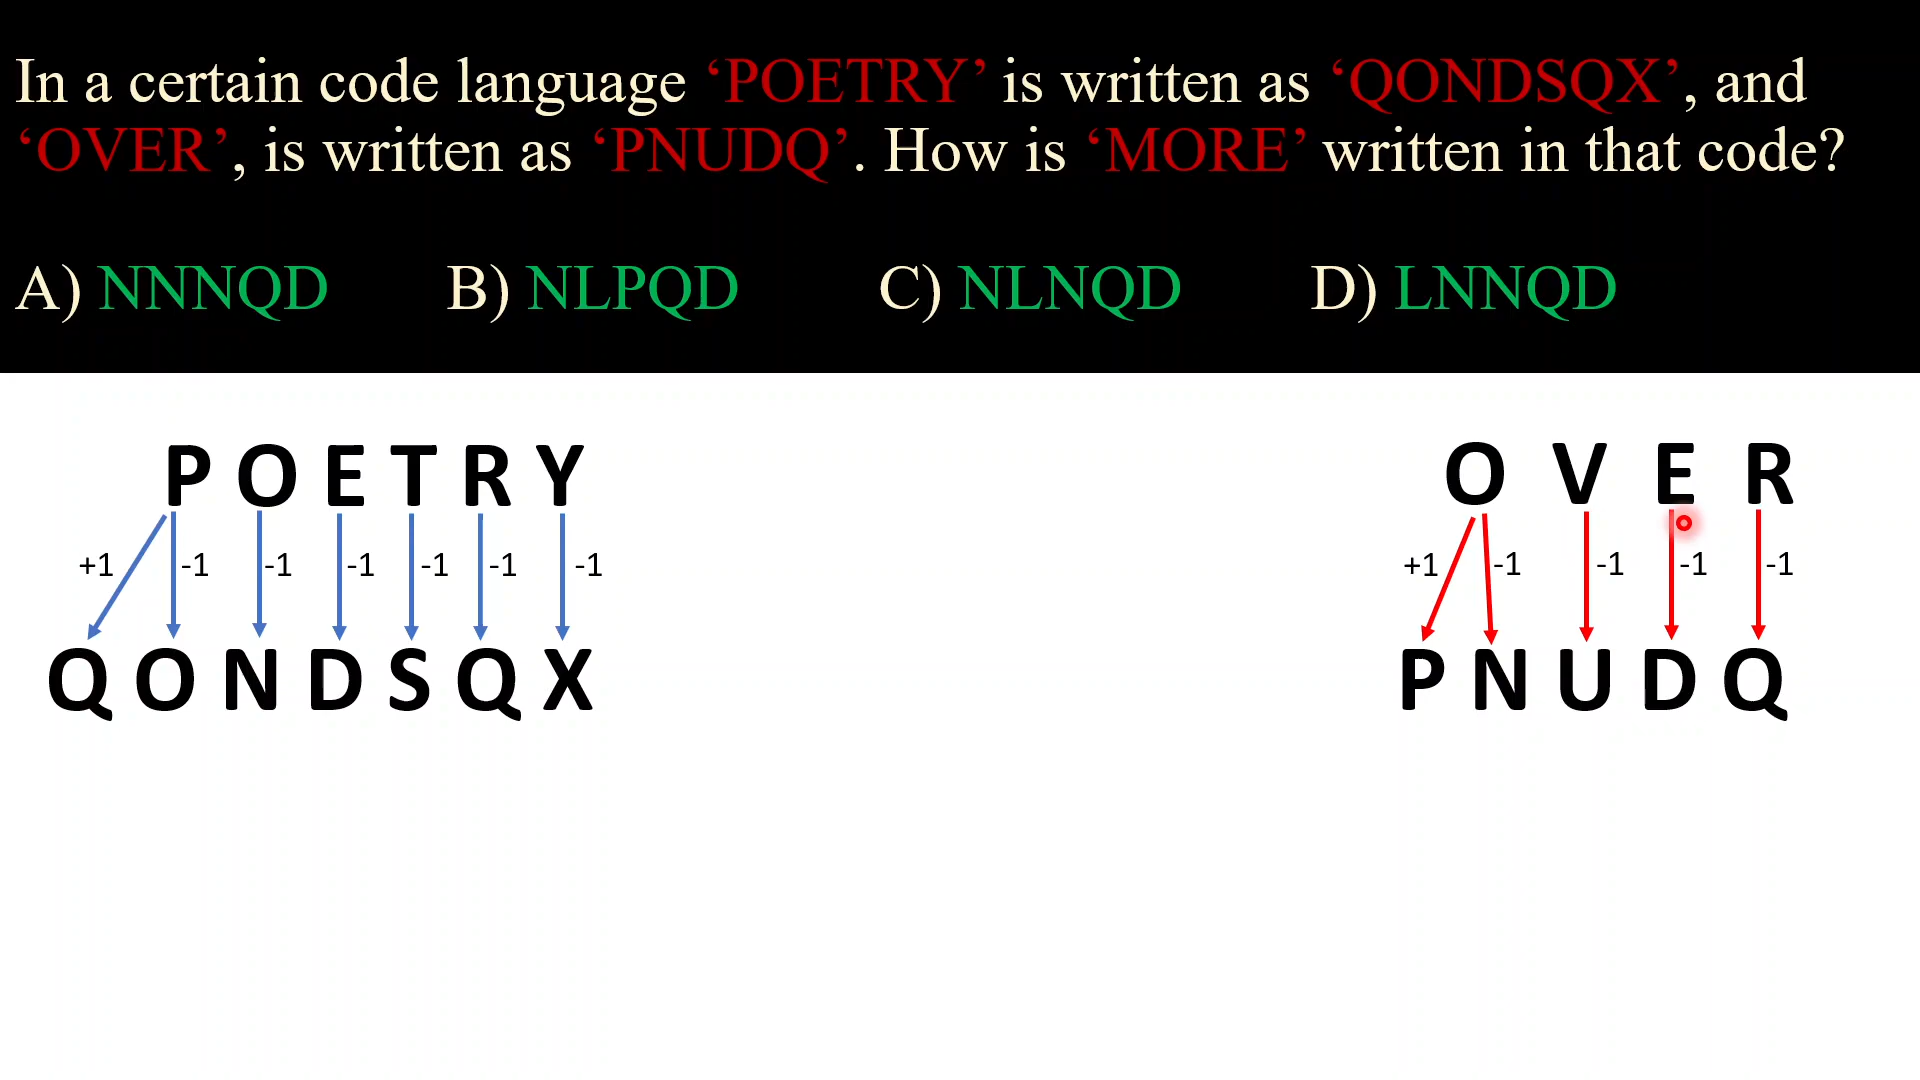 In a certain code language ‘POETRY’ is written as ‘QONDSQX’, and
‘OVER’, is written as ‘PNUDQ’. How is ‘MORE’ written in that code?
A) NNNQD B) NLPQD C) NLNQD D) LNNQD
P O E T R Y
+1 -1 -1 -1 -1 -1 -1
Q O N D S Q X
O V E R
+1 -1 -1 -1 -1
P N U D Q